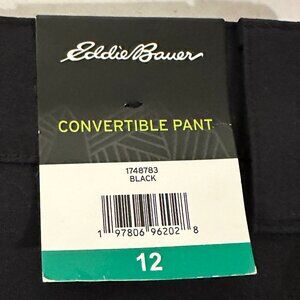 Eddie Bauer
CONVERTIBLE PANT
1748783
BLACK
1 97806 96202 8
12